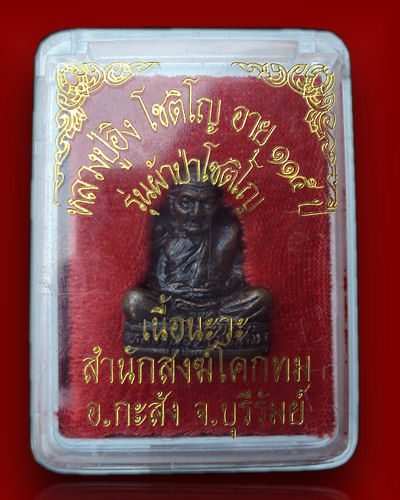 หลวงปู่อิง โชติโญ อายุ ๑๑๕ ปี
รุ่นผ้าป่าโชติโญ
เนื้อนะวะ
สำนักสงฆ์โคกทม
อ.กะสัง จ.บุรีรัมย์